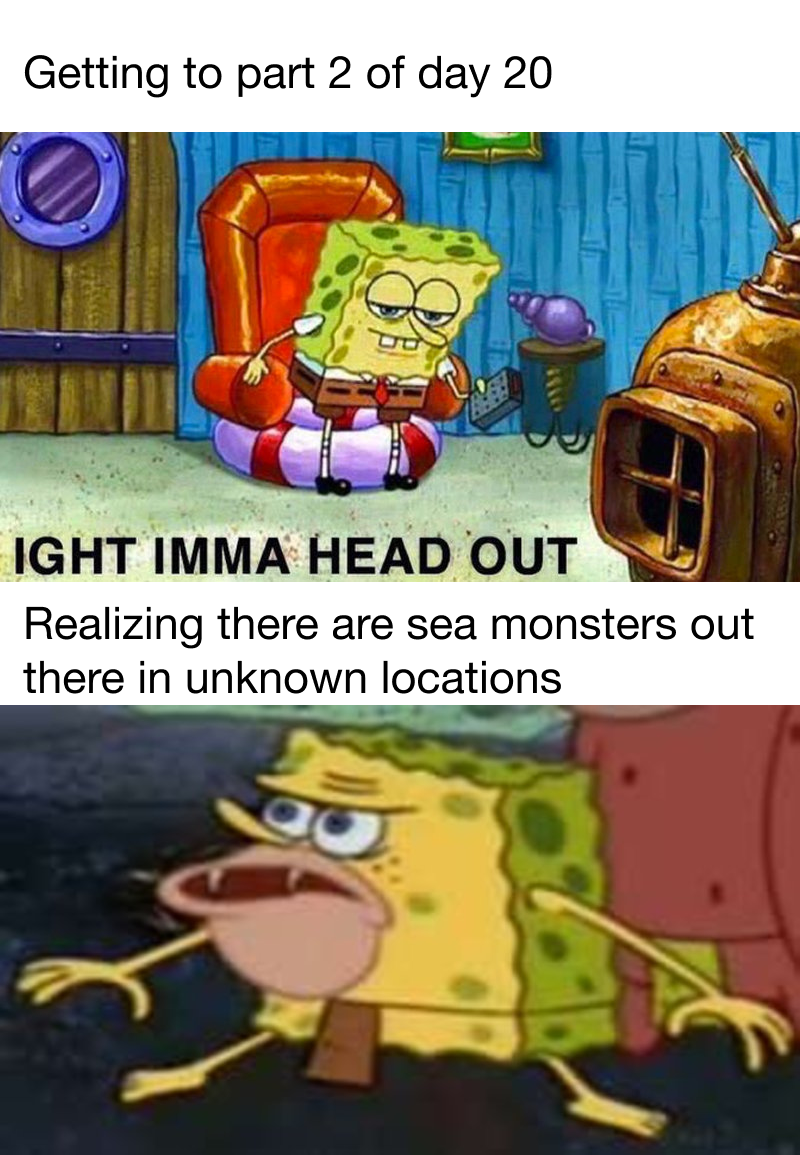 Getting to part 2 of day 20
IGHT IMMA HEAD OUT
Realizing there are sea monsters out
there in unknown locations